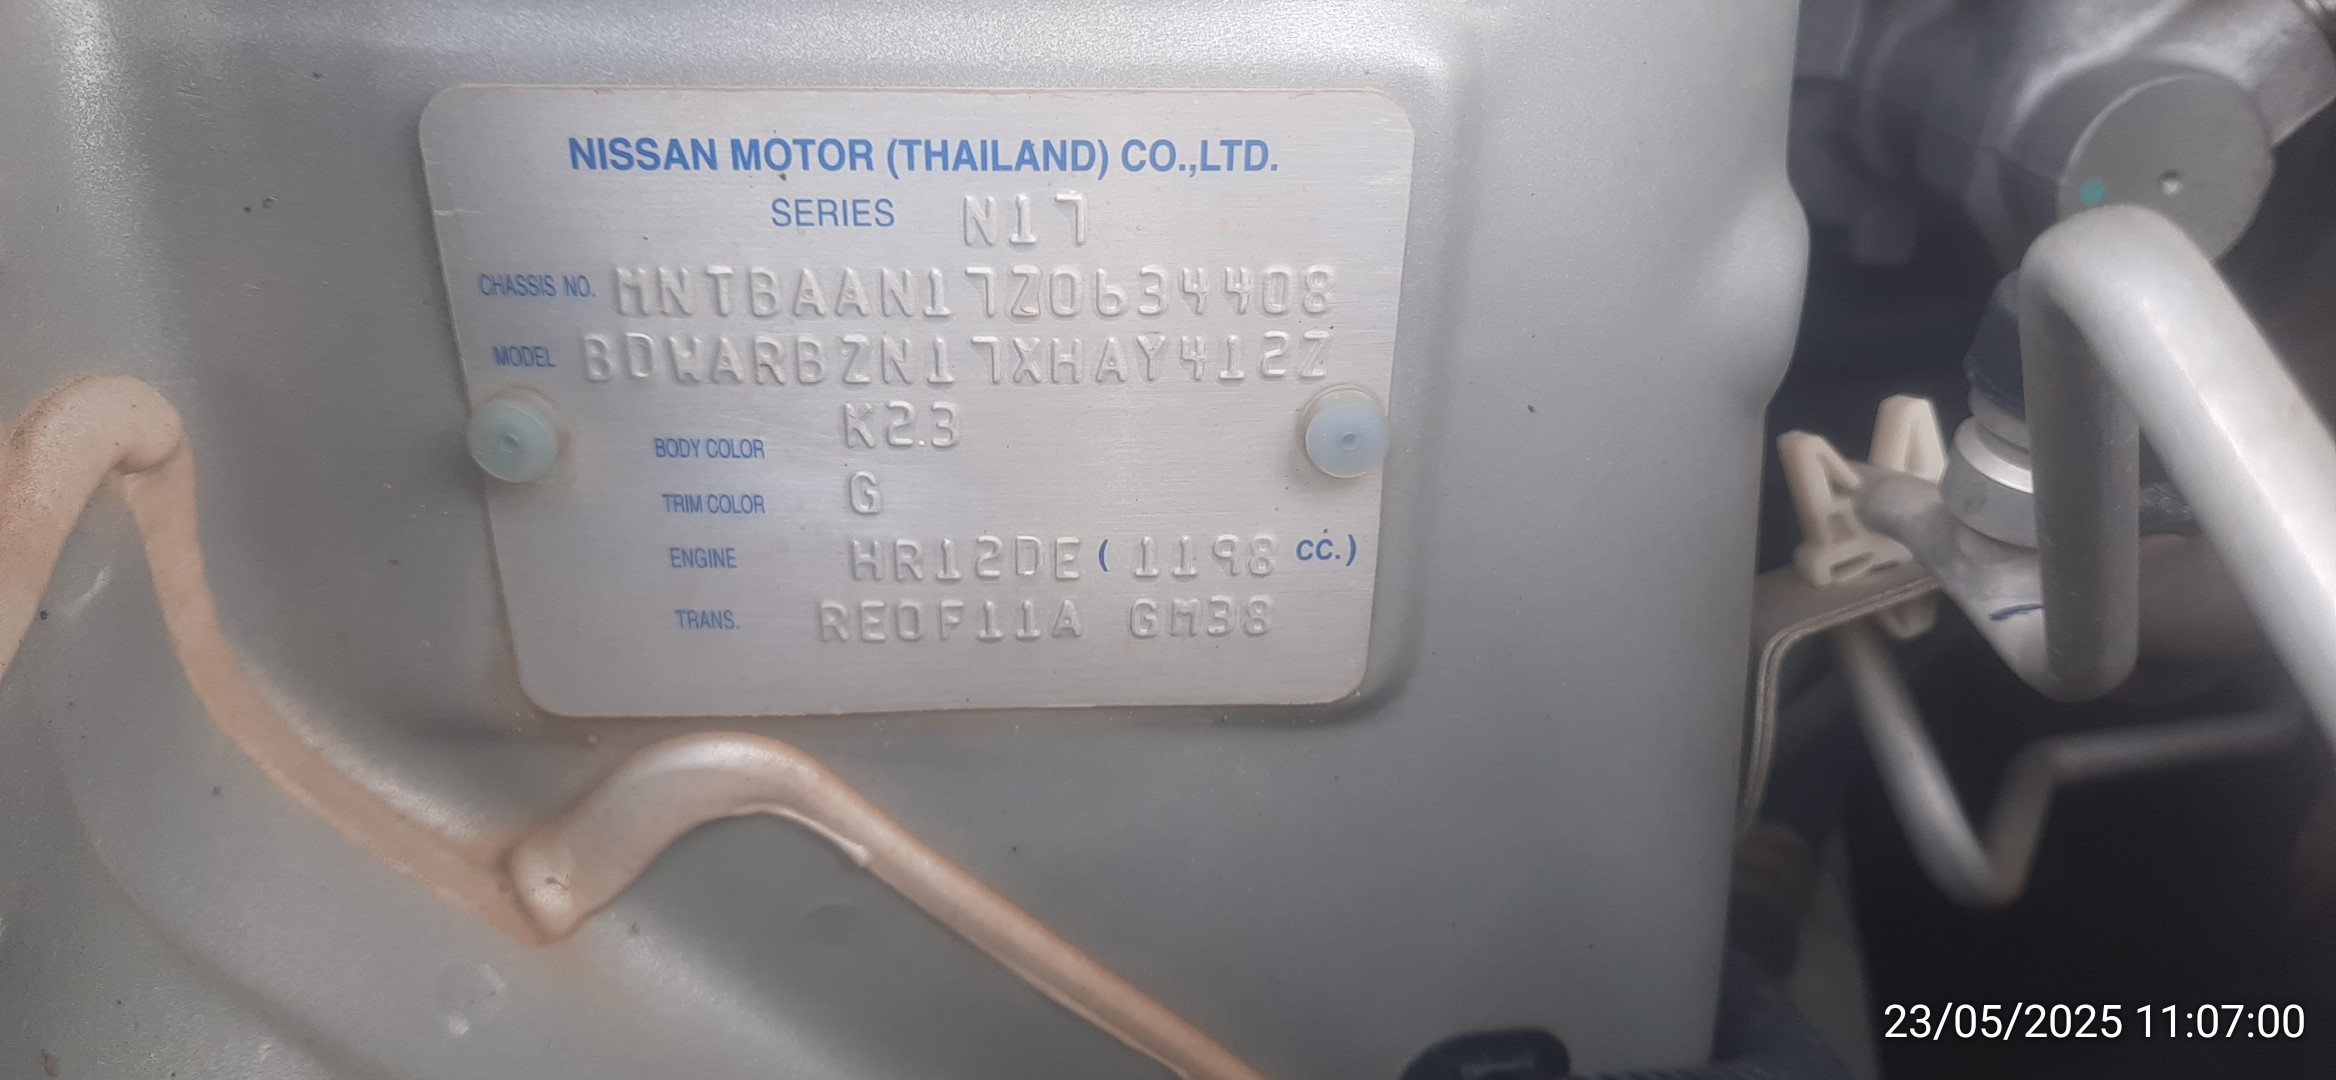 NISSAN MOTOR (THAILAND) CO.,LTD.
SERIES N17
CHASSIS NO. MNTBAAN17Z0634408
MODEL BDWARBZN17XHAY412Z
BODY COLOR K23
TRIM COLOR G
ENGINE HR12DE ( 1198 cc.)
TRANS. RE0F11A GM38
23/05/2025 11:07:00